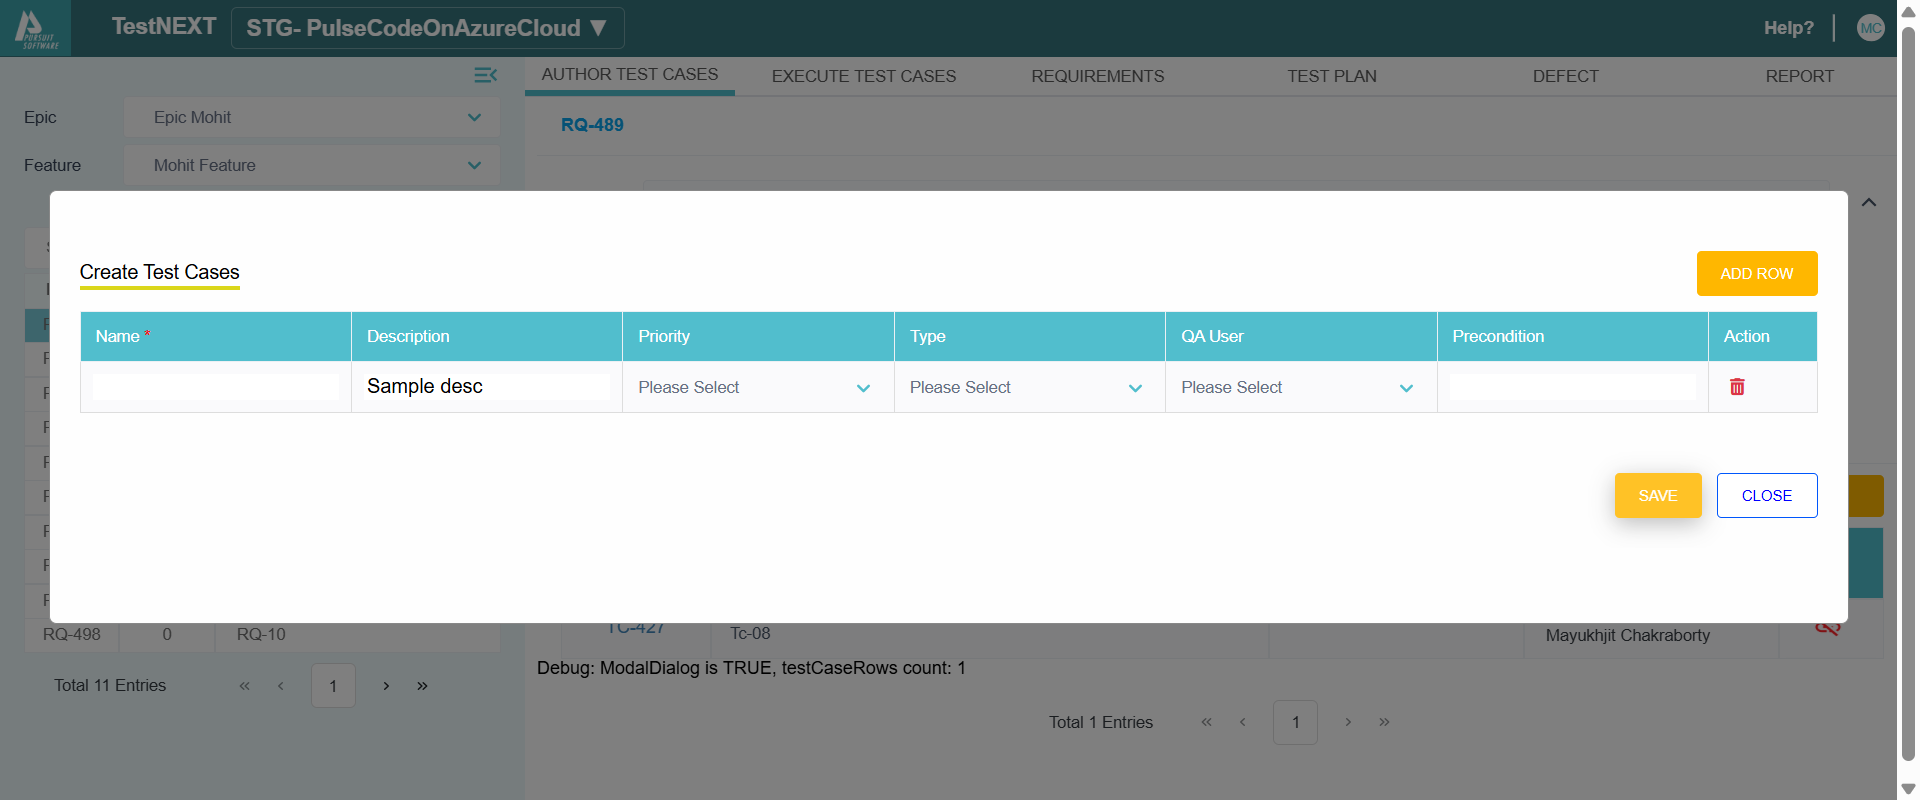 PURSUIT
SOFTWARE
TestNEXT
STG- PulseCodeOnAzureCloud ▼
Help?
MC
AUTHOR TEST CASES
EXECUTE TEST CASES
REQUIREMENTS
TEST PLAN
DEFECT
REPORT
Epic
Epic Mohit
RQ-489
Feature
Mohit Feature
Create Test Cases
ADD ROW
Name *
Description
Priority
Type
QA User
Precondition
Action
Sample desc
Please Select
Please Select
Please Select
SAVE
CLOSE
RQ-498
0
RQ-10
TC-427
Tc-08
Mayukhjit Chakraborty
Debug: ModalDialog is TRUE, testCaseRows count: 1
Total 11 Entries
« ‹ 1 › »
Total 1 Entries
« ‹ 1 › »